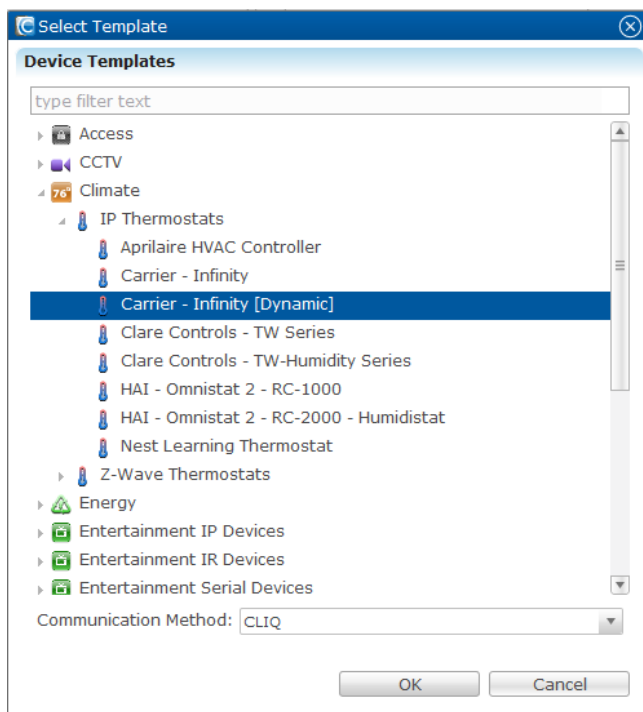 Select Template
Device Templates
type filter text
Access
CCTV
76°
Climate
IP Thermostats
Aprilaire HVAC Controller
Carrier - Infinity
Carrier - Infinity [Dynamic]
Clare Controls - TW Series
Clare Controls - TW-Humidity Series
HAI - Omnistat 2 - RC-1000
HAI - Omnistat 2 - RC-2000 - Humidistat
Nest Learning Thermostat
Z-Wave Thermostats
Energy
Entertainment IP Devices
Entertainment IR Devices
Entertainment Serial Devices
Communication Method: CLIQ
OK Cancel